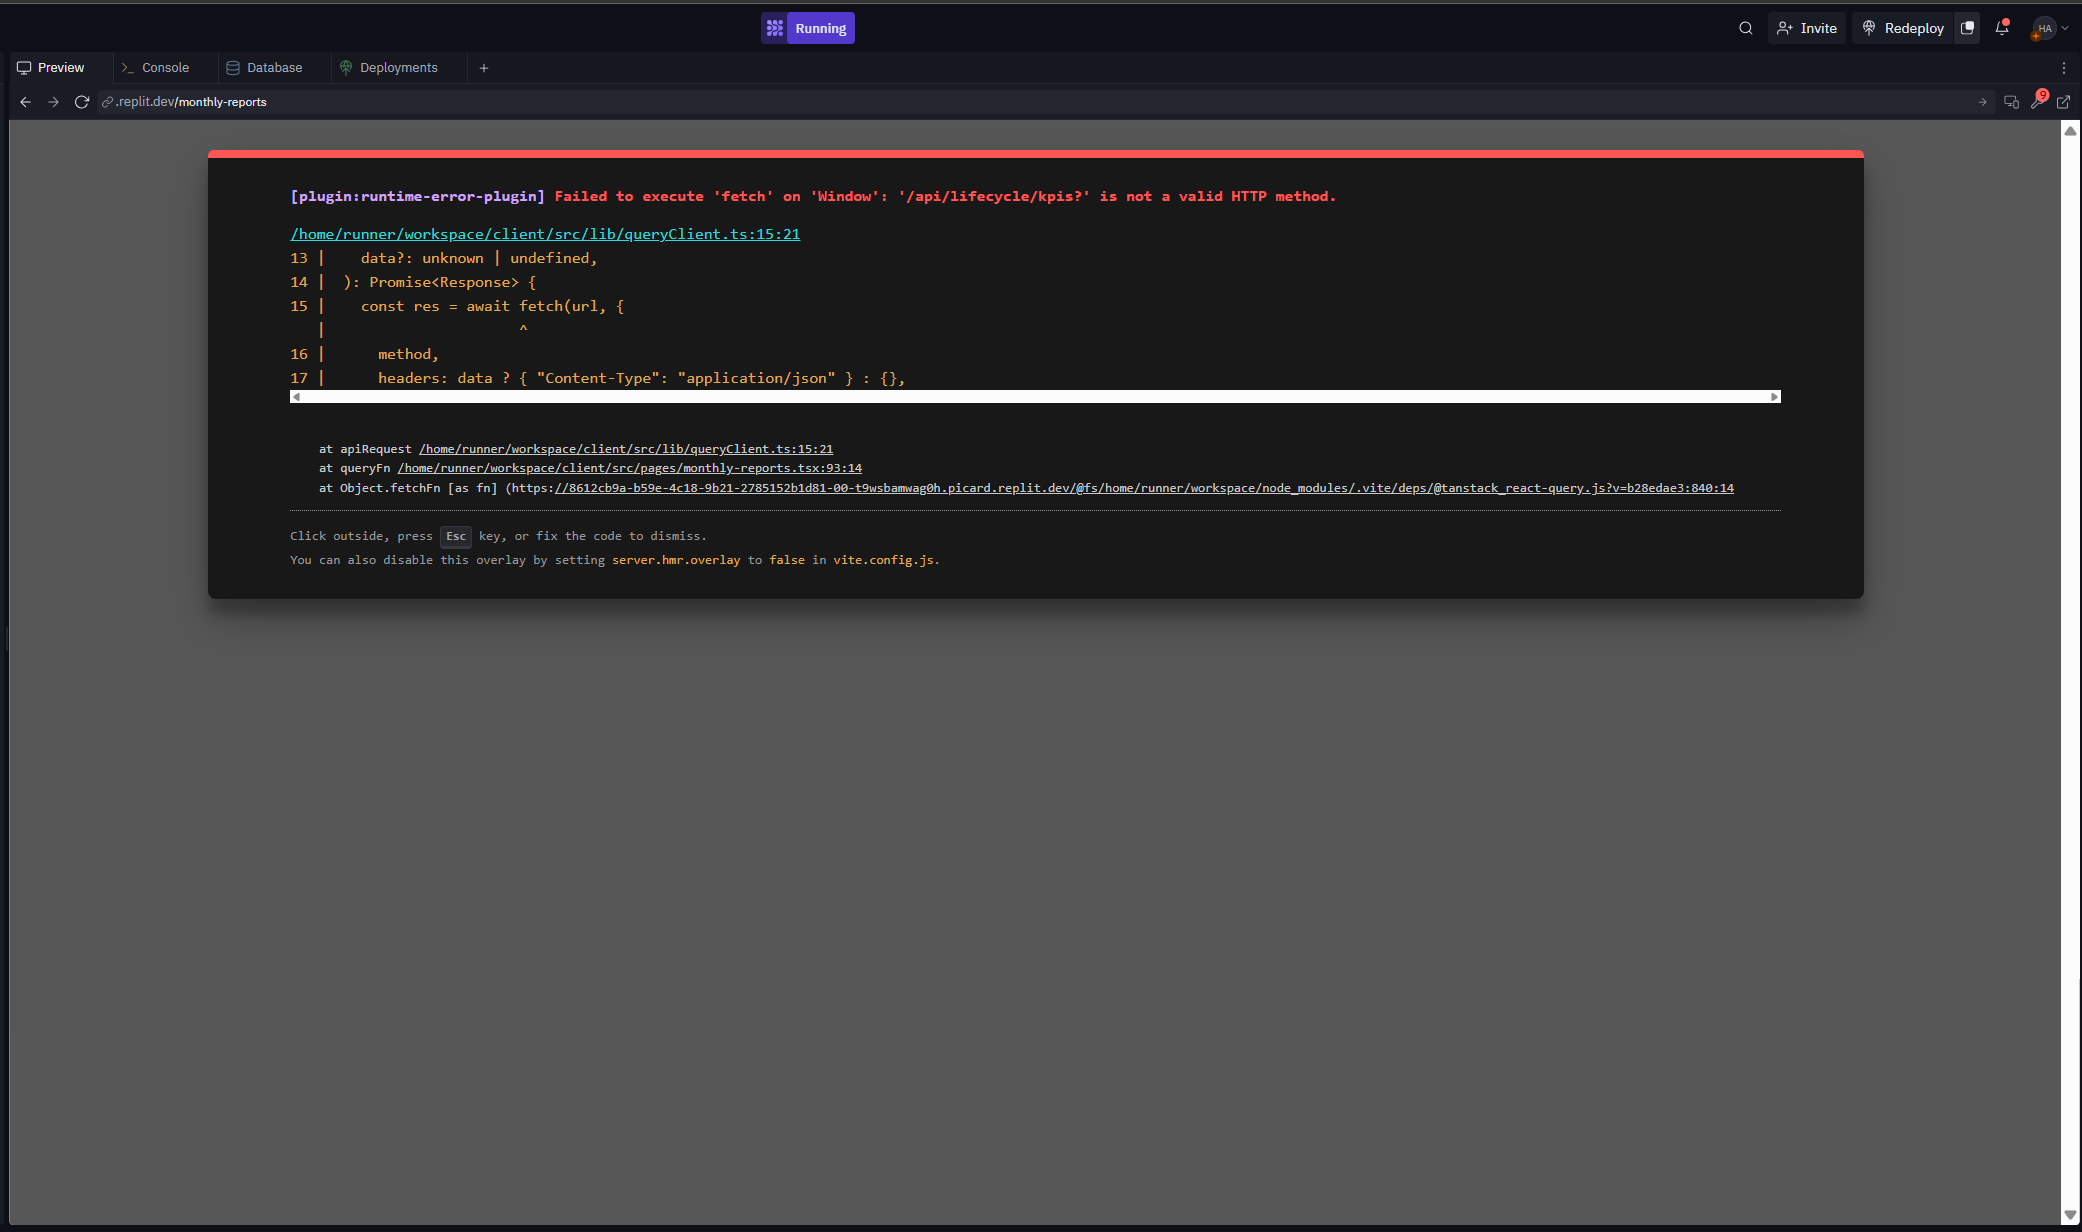 Running
Invite
Redeploy
HA
Preview
Console
Database
Deployments
.replit.dev/monthly-reports
9
[plugin:runtime-error-plugin] Failed to execute 'fetch' on 'Window': '/api/lifecycle/kpis?' is not a valid HTTP method.
/home/runner/workspace/client/src/lib/queryClient.ts:15:21
13 |    data?: unknown | undefined,
14 |  ): Promise<Response> {
15 |    const res = await fetch(url, {
   |                      ^
16 |      method,
17 |      headers: data ? { "Content-Type": "application/json" } : {},
at apiRequest /home/runner/workspace/client/src/lib/queryClient.ts:15:21
at queryFn /home/runner/workspace/client/src/pages/monthly-reports.tsx:93:14
at Object.fetchFn [as fn] (https://8612cb9a-b59e-4c18-9b21-2785152b1d81-00-t9wsbamwag0h.picard.replit.dev/@fs/home/runner/workspace/node_modules/.vite/deps/@tanstack_react-query.js?v=b28edae3:840:14
Click outside, press Esc key, or fix the code to dismiss.
You can also disable this overlay by setting server.hmr.overlay to false in vite.config.js.